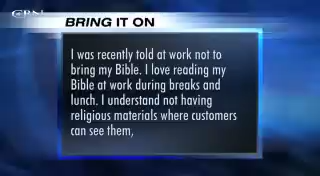 CBN
BRING IT ON
I was recently told at work not to
bring my Bible. I love reading my
Bible at work during breaks and
lunch. I understand not having
religious materials where customers
can see them,